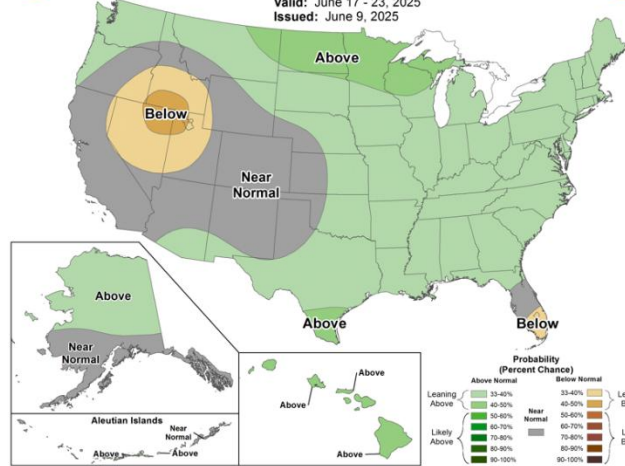 Valid: June 17 - 23, 2025
Issued: June 9, 2025
Above
Below
Near
Normal
Above
Below
Above
Near
Normal
Aleutian Islands
Near
Normal
Above
Above
Above
Above
Above
Probability
(Percent Chance)
Above Normal
Below Normal
Leaning
Above
33-40%
40-50%
50-60%
60-70%
70-80%
80-90%
90-100%
Likely
Above
Near
Normal
33-40%
40-50%
50-60%
60-70%
70-80%
80-90%
90-100%